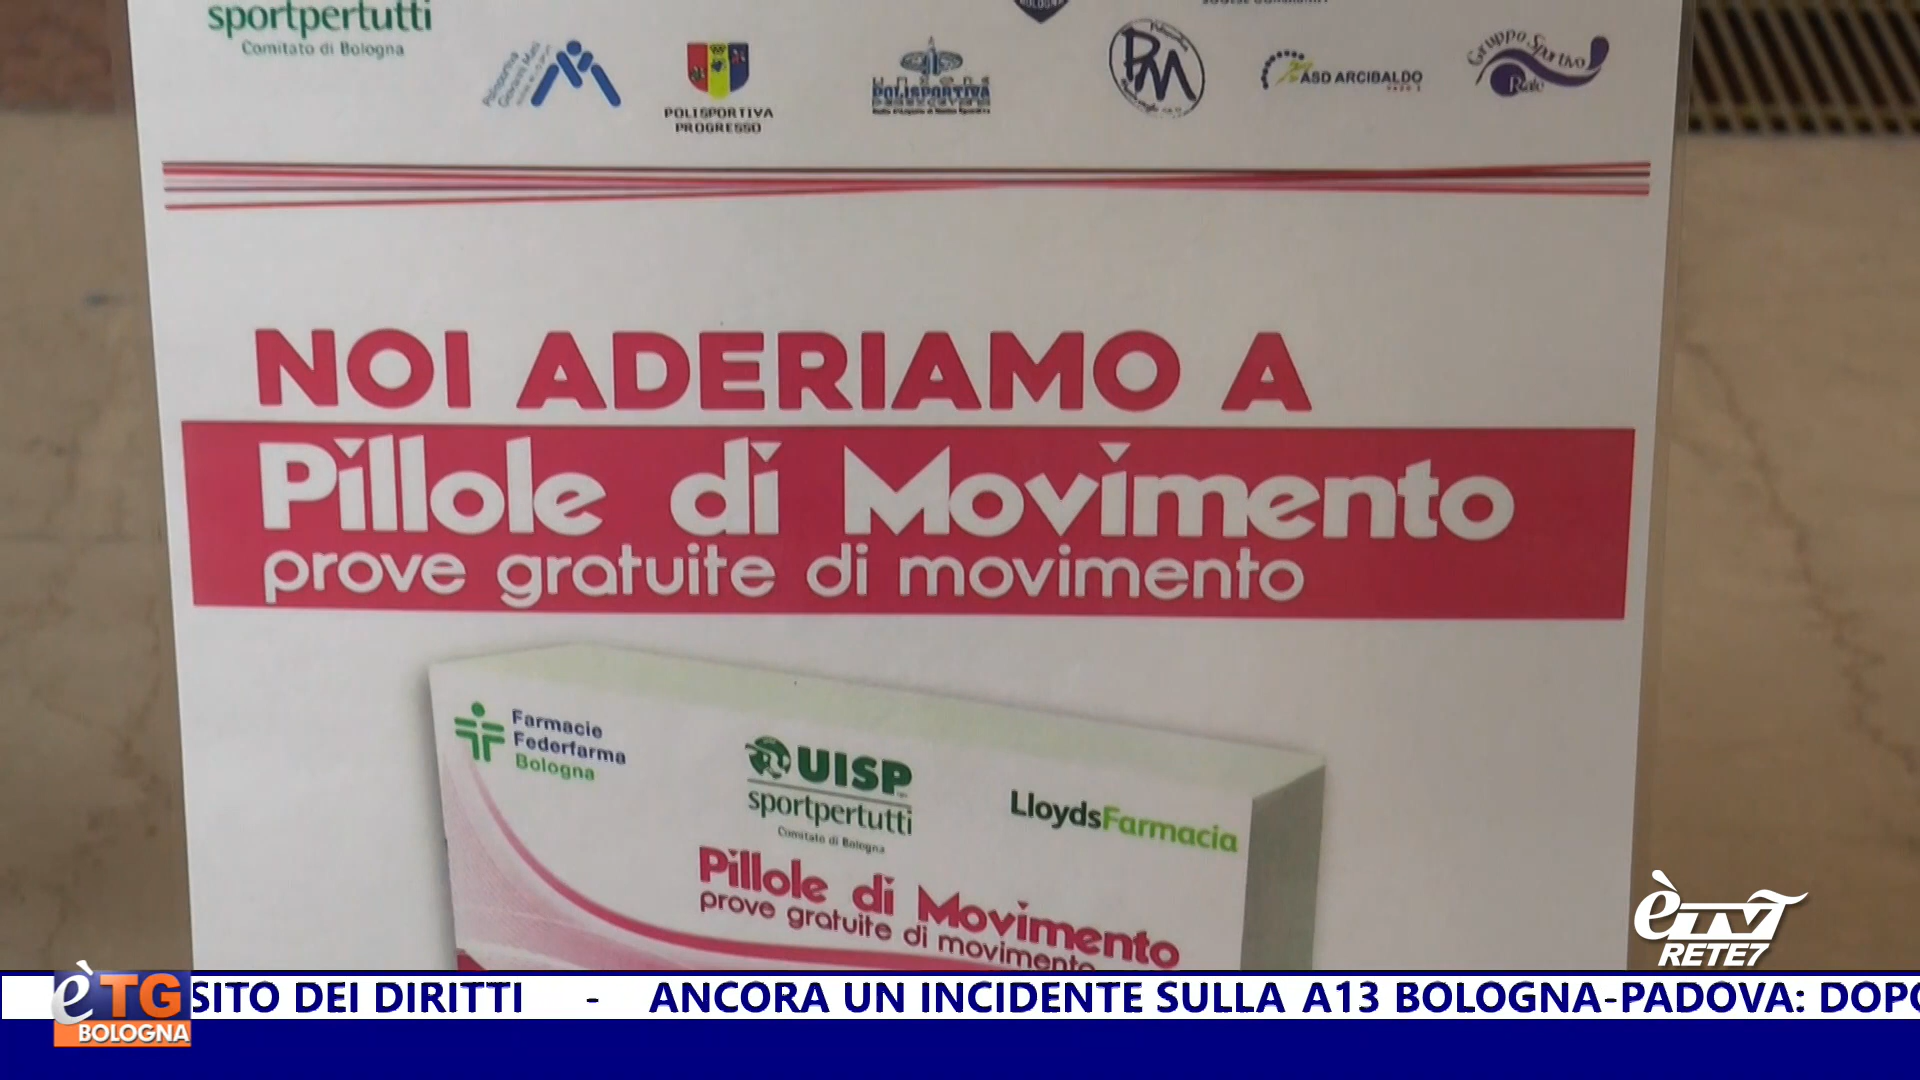 sportpertutti
Comitato di Bologna
POLISPORTIVA
PROGRESSO
POLISPORTIVA
PM
ASD ARCIBALDO
Gruppo Sportivo
Reale
NOI ADERIAMO A
Pillole di Movimento
prove gratuite di movimento
Farmacie
Federfarma
Bologna
UISP
sportpertutti
Comitato di Bologna
LloydsFarmacia
Pillole di Movimento
prove gratuite di movimento
èTV
RETE7
èTG
BOLOGNA
SITO DEI DIRITTI - ANCORA UN INCIDENTE SULLA A13 BOLOGNA-PADOVA: DOPO